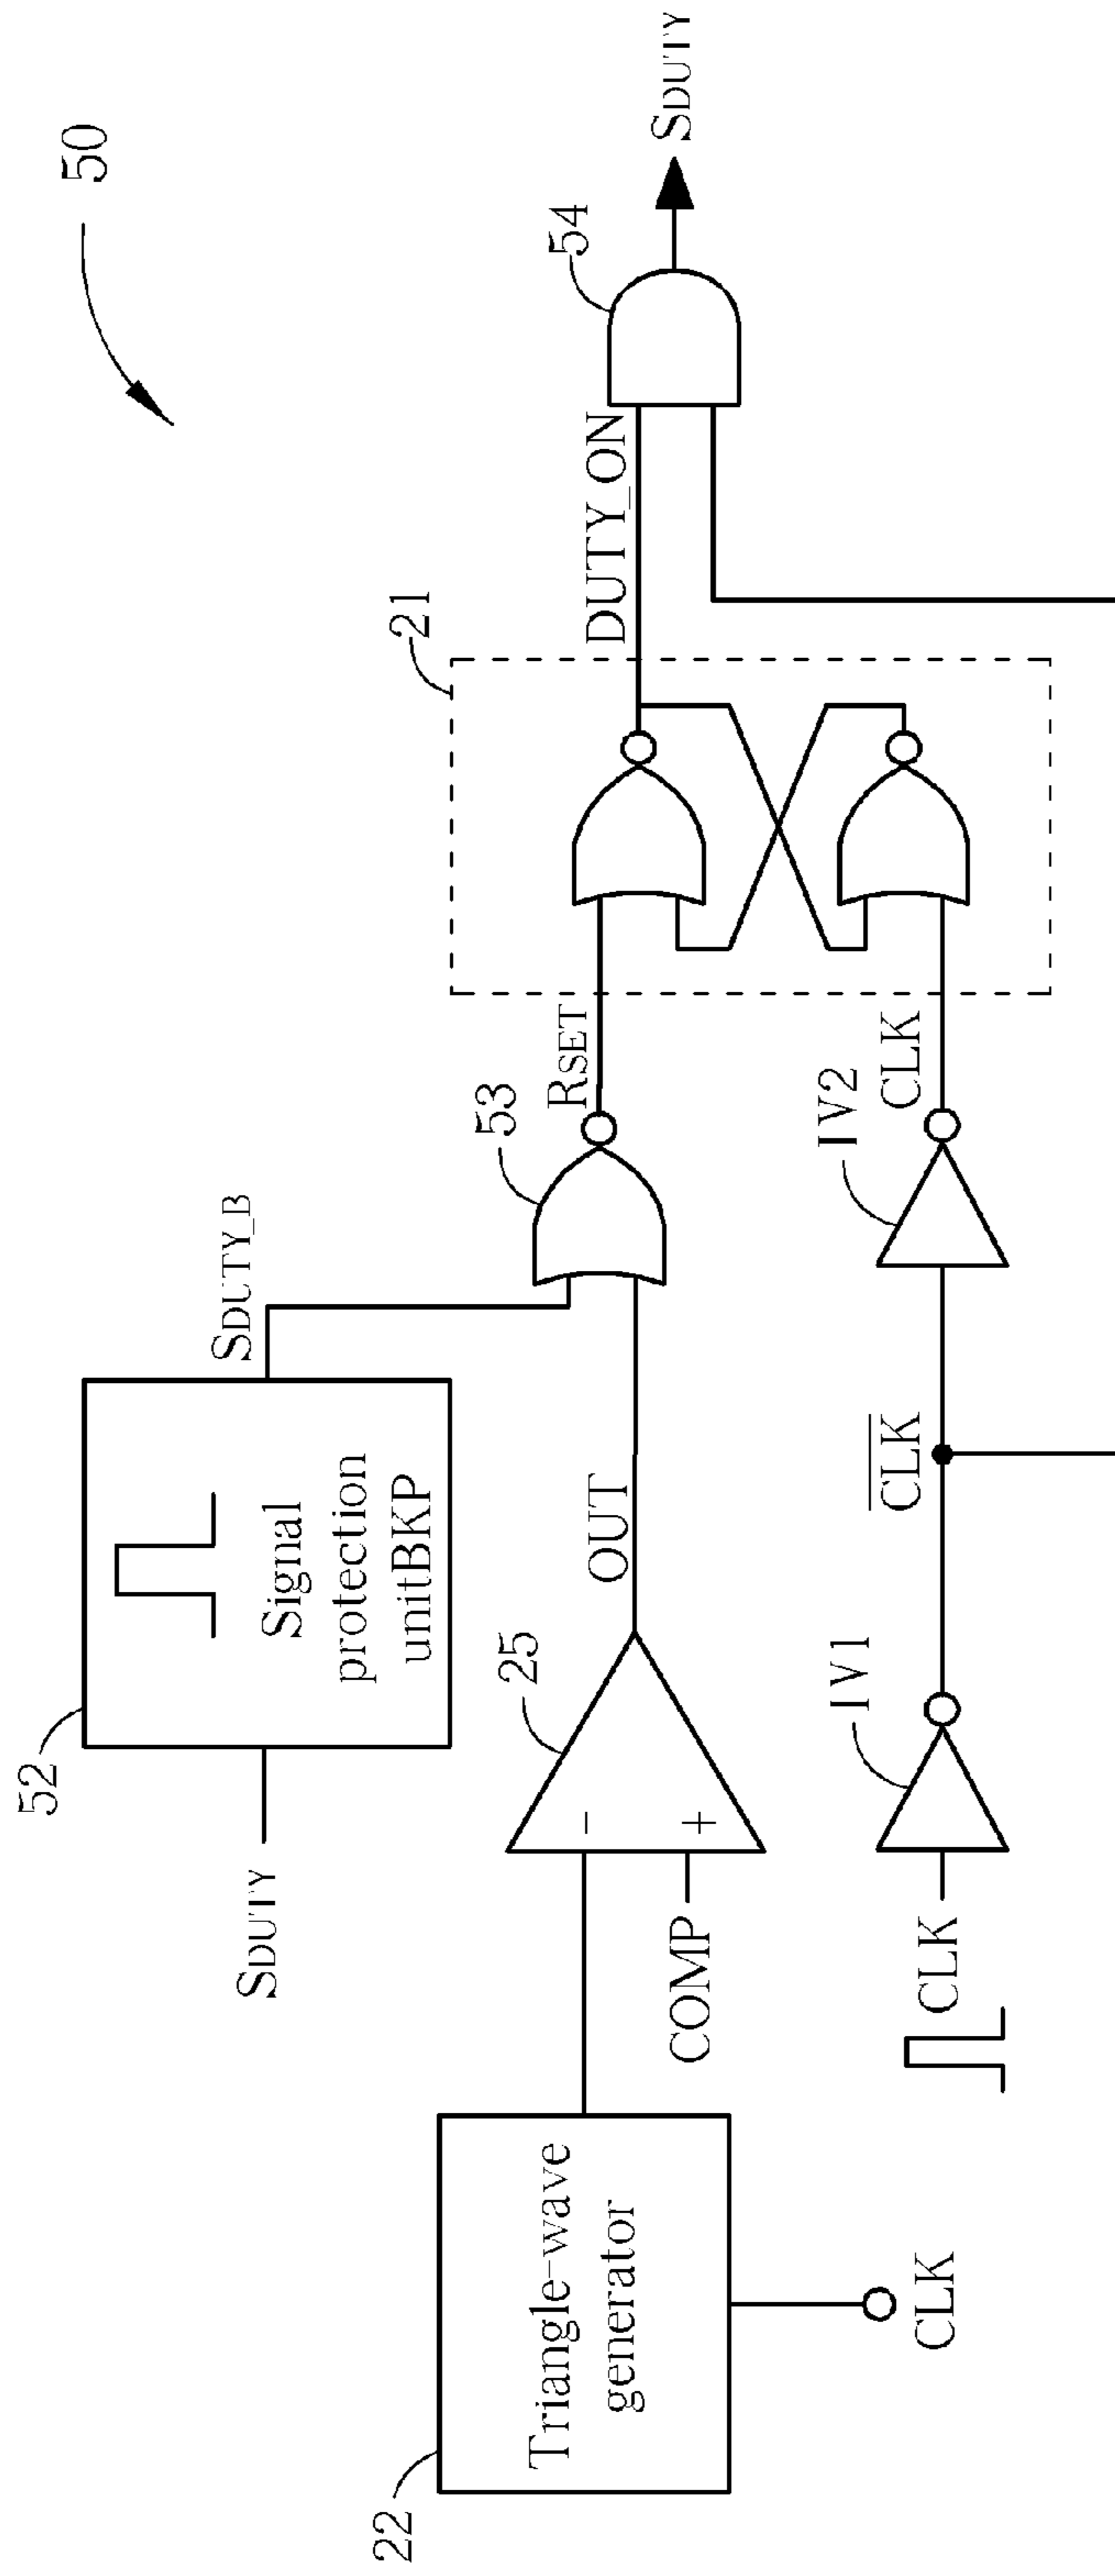 50
52
SDUTY
Signal
protection
unitBKP
SDUTY_B
53
RSET
21
DUTY_ON
54
SDUTY
22
Triangle-wave
generator
CLK
25
−
+
COMP
OUT
CLK
IV1
CLK
IV2
CLK